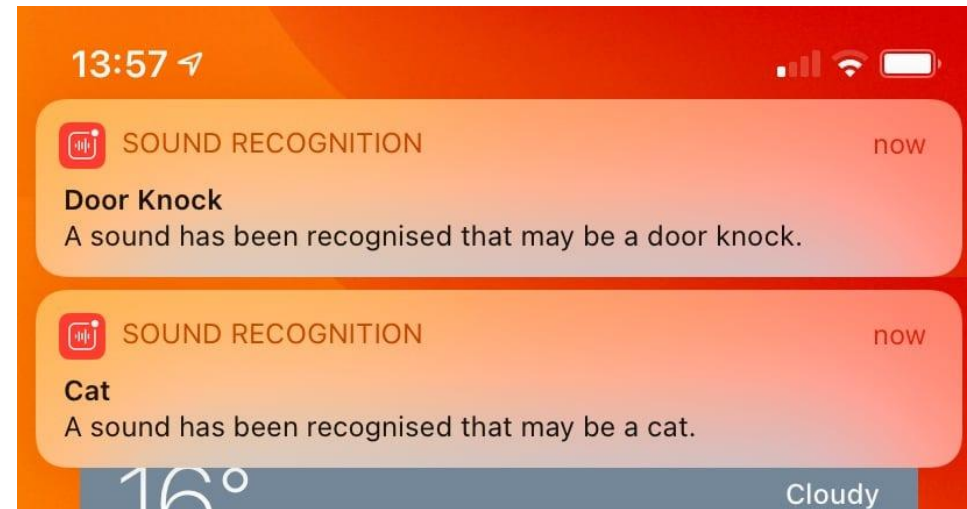 13:57
SOUND RECOGNITION now
Door Knock
A sound has been recognised that may be a door knock.
SOUND RECOGNITION now
Cat
A sound has been recognised that may be a cat.
16° Cloudy